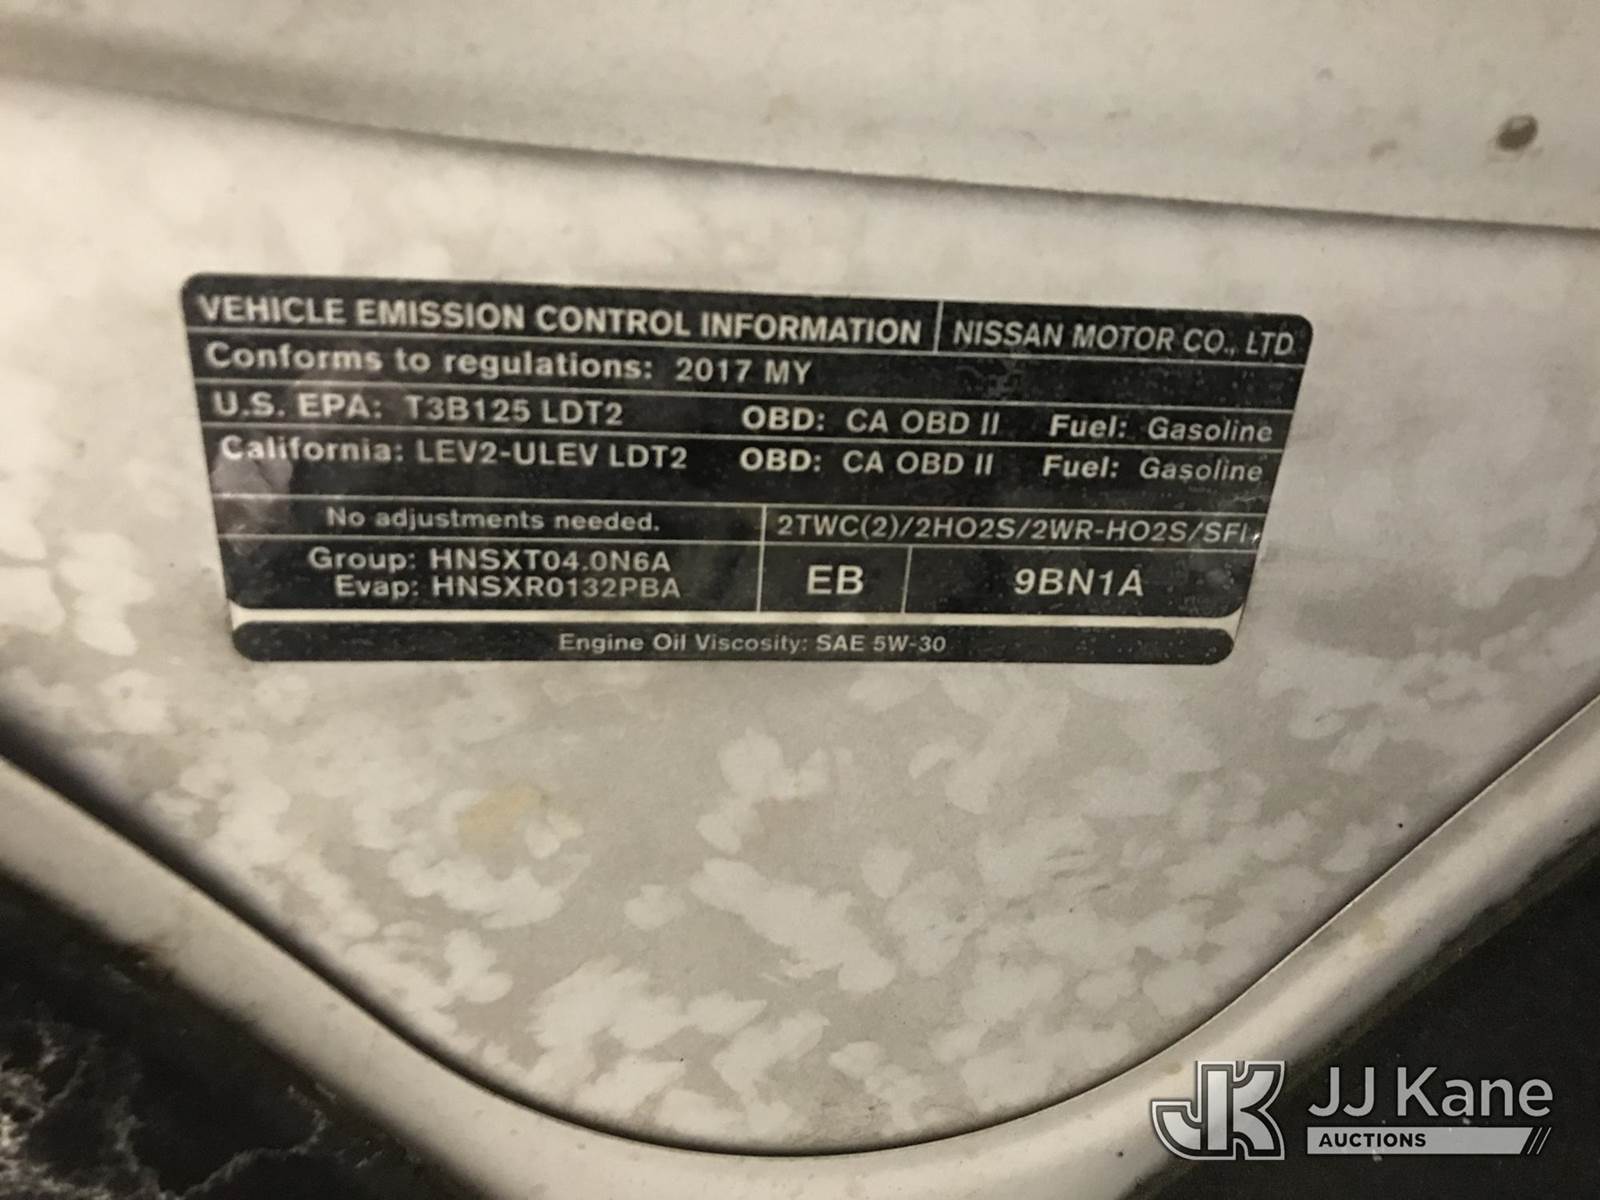 VEHICLE EMISSION CONTROL INFORMATION NISSAN MOTOR CO., LTD
Conforms to regulations: 2017 MY
U.S. EPA: T3B125 LDT2 OBD: CA OBD II Fuel: Gasoline
California: LEV2-ULEV LDT2 OBD: CA OBD II Fuel: Gasoline
No adjustments needed. 2TWC(2)/2HO2S/2WR-HO2S/SFI
Group: HNSXT04.0N6A
Evap: HNSXR0132PBA
EB 9BN1A
Engine Oil Viscosity: SAE 5W-30
JK JJ Kane
AUCTIONS